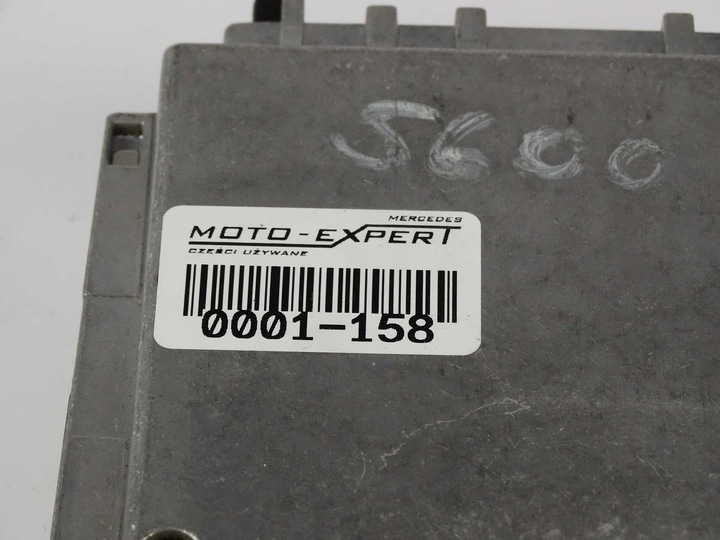 S600
MERCEDES
MOTO-EXPERT
CZĘŚCI UŻYWANE
0001-158